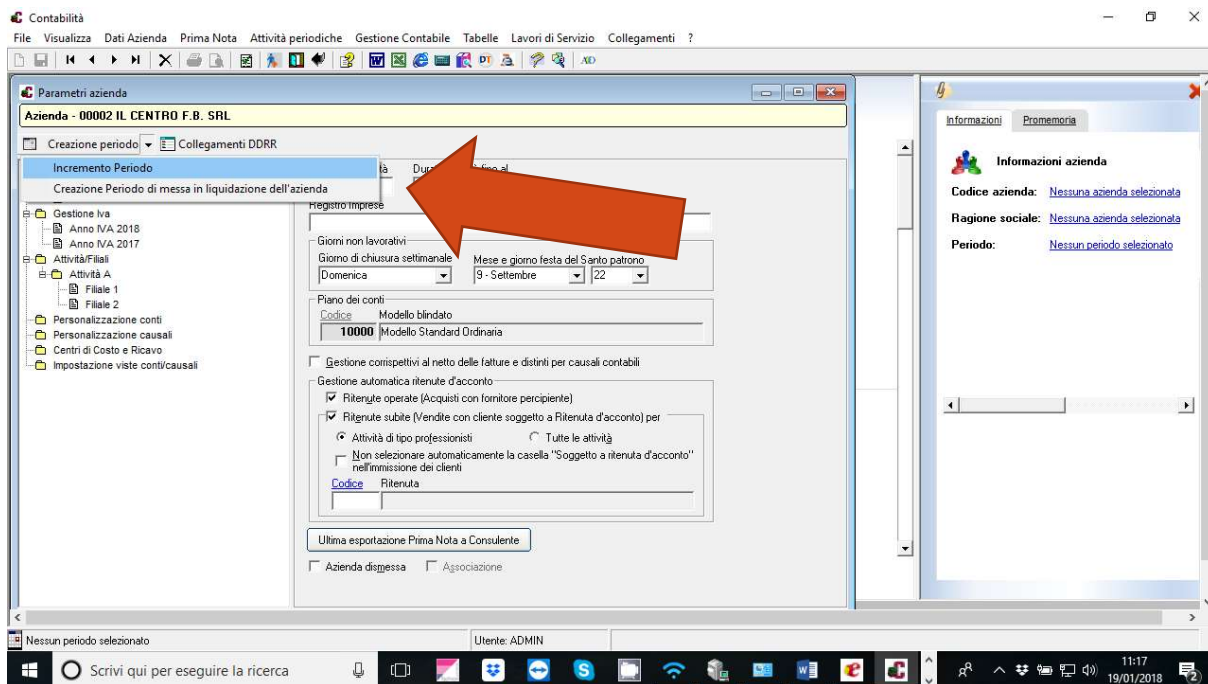 Contabilità
File Visualizza Dati Azienda Prima Nota Attività periodiche Gestione Contabile Tabelle Lavori di Servizio Collegamenti ?
Parametri azienda
Azienda - 00002 IL CENTRO F.B. SRL
Creazione periodo Collegamenti DDRR
Incremento Periodo
Creazione Periodo di messa in liquidazione dell'azienda
Gestione Iva
Anno IVA 2018
Anno IVA 2017
Attività/Filiali
Attività A
Filiale 1
Filiale 2
Personalizzazione conti
Personalizzazione causali
Centri di Costo e Ricavo
Impostazione viste conti/causali
Registro Imprese
Giorni non lavorativi
Giorno di chiusura settimanale Mese e giorno festa del Santo patrono
Domenica 9 - Settembre 22
Piano dei conti
Codice Modello blindato
10000 Modello Standard Ordinaria
Gestione corrispettivi al netto delle fatture e distinti per causali contabili
Gestione automatica ritenute d'acconto
Ritenute operate (Acquisti con fornitore percipiente)
Ritenute subite (Vendite con cliente soggetto a Ritenuta d'acconto) per
Attività di tipo professionisti Tutte le attività
Non selezionare automaticamente la casella "Soggetto a ritenuta d'acconto"
nell'immissione dei clienti
Codice Ritenuta
Ultima esportazione Prima Nota a Consulente
Azienda dismessa Associazione
Informazioni Promemoria
Informazioni azienda
Codice azienda: Nessuna azienda selezionata
Ragione sociale: Nessuna azienda selezionata
Periodo: Nessun periodo selezionato
Nessun periodo selezionato Utente: ADMIN
Scrivi qui per eseguire la ricerca
11:17
19/01/2018